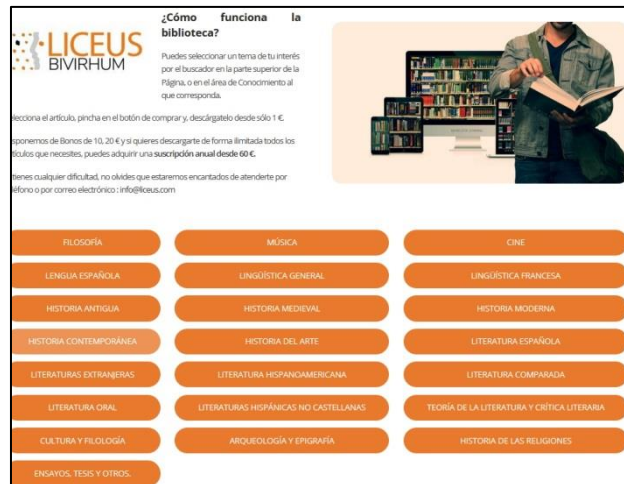 LICEUS
BIVIRHUM
¿Cómo funciona la
biblioteca?
Puedes seleccionar un tema de tu interés
por el buscador en la parte superior de la
Página, o en el área de Conocimiento al
que corresponda.
elecciona el artículo, pincha en el botón de compra y, descárgatelo desde sólo 1 €.
sponemos de Bonos de 10, 20 € y si quieres descargarte de forma ilimitada todos los
tículos que necesites, puedes adquirir una suscripción anual desde 60 €.
tienes cualquier dificultad, no olvides que estaremos encantados de atenderte por
léfono o por correo electrónico : info@liceus.com
FILOSOFÍA
MÚSICA
CINE
LENGUA ESPAÑOLA
LINGÜÍSTICA GENERAL
LINGÜÍSTICA FRANCESA
HISTORIA ANTIGUA
HISTORIA MEDIEVAL
HISTORIA MODERNA
HISTORIA CONTEMPORÁNEA
HISTORIA DEL ARTE
LITERATURA ESPAÑOLA
LITERATURAS EXTRANJERAS
LITERATURA HISPANOAMERICANA
LITERATURA COMPARADA
LITERATURA ORAL
LITERATURAS HISPÁNICAS NO CASTELLANAS
TEORÍA DE LA LITERATURA Y CRÍTICA LITERARIA
CULTURA Y FILOLOGÍA
ARQUEOLOGÍA Y EPIGRAFÍA
HISTORIA DE LAS RELIGIONES
ENSAYOS, TESIS Y OTROS.